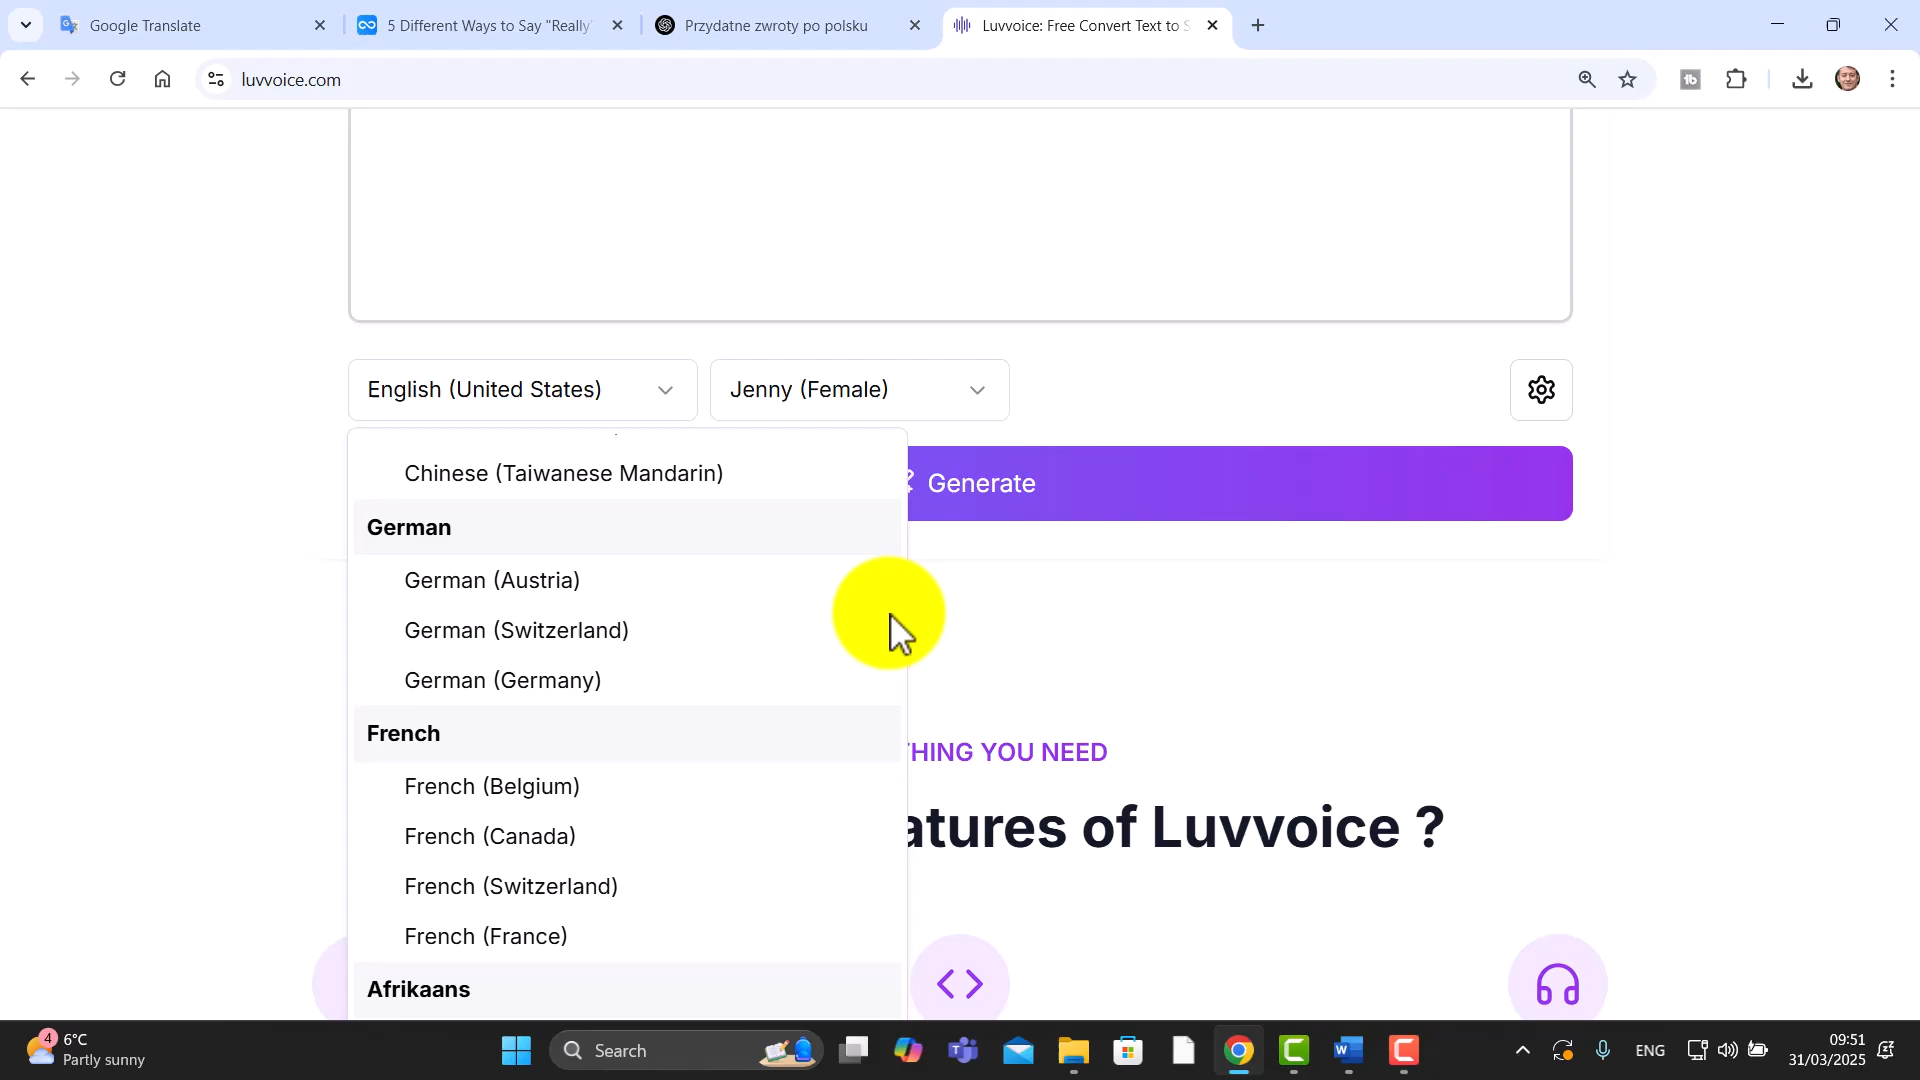 Google Translate
5 Different Ways to Say "Really"
Przydatne zwroty po polsku
Luvvoice: Free Convert Text to S
luvvoice.com
English (United States)
Jenny (Female)
Chinese (Taiwanese Mandarin)
Generate
German
German (Austria)
German (Switzerland)
German (Germany)
French
THING YOU NEED
French (Belgium)
atures of Luvvoice ?
French (Canada)
French (Switzerland)
French (France)
Afrikaans
4
6°C
Partly sunny
Search
ENG
09:51
31/03/2025